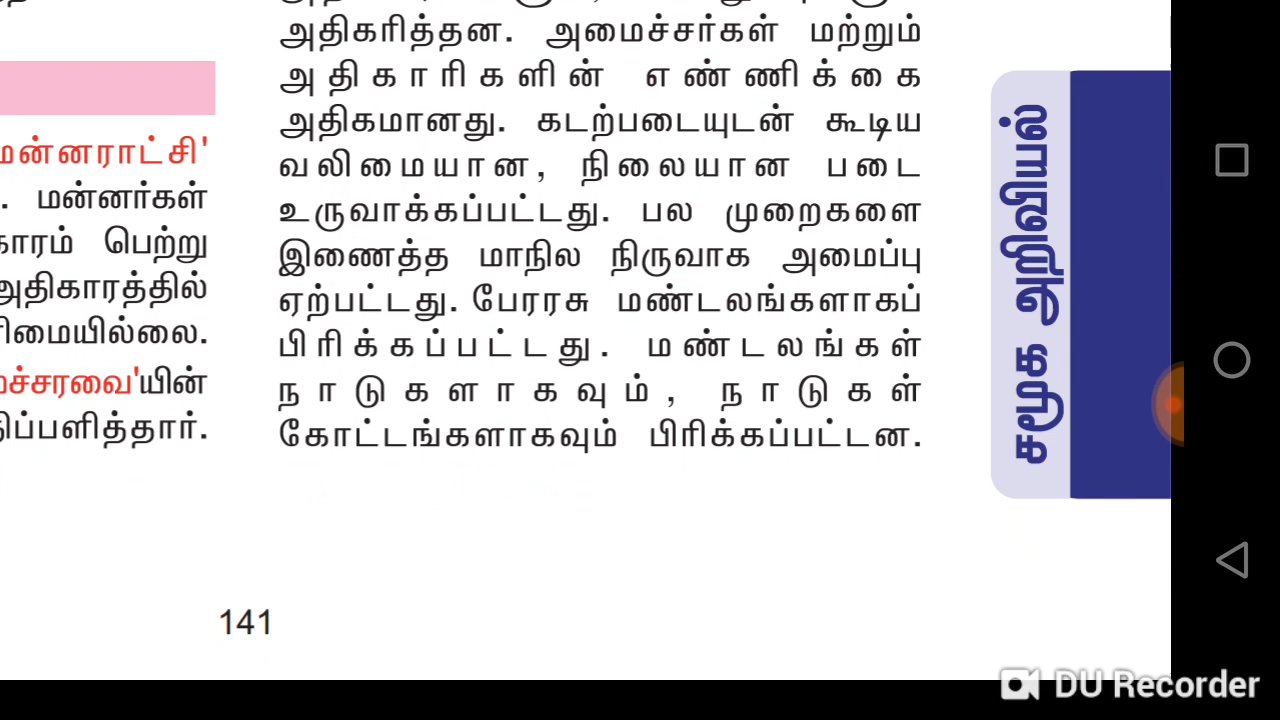 மன்னராட்சி'
. மன்னர்கள்
பெற்று
அதிகாரத்தில்
'யின்
அதிகரித்தன. அமைச்சர்கள் மற்றும்
அதிகாரிகளின் எண்ணிக்கை
அதிகமானது. கடற்படையுடன் கூடிய
வலிமையான, நிலையான படை
உருவாக்கப்பட்டது. பல முறைகளை
இணைத்த மாநில நிருவாக அமைப்பு
ஏற்பட்டது. பேரரசு மண்டலங்களாகப்
பிரிக்கப்பட்டது. மண்டலங்கள்
நாடுகளாகவும், நாடுகள்
கோட்டங்களாகவும் பிரிக்கப்பட்டன.
சமூக அறிவியல்
141
DU Recorder